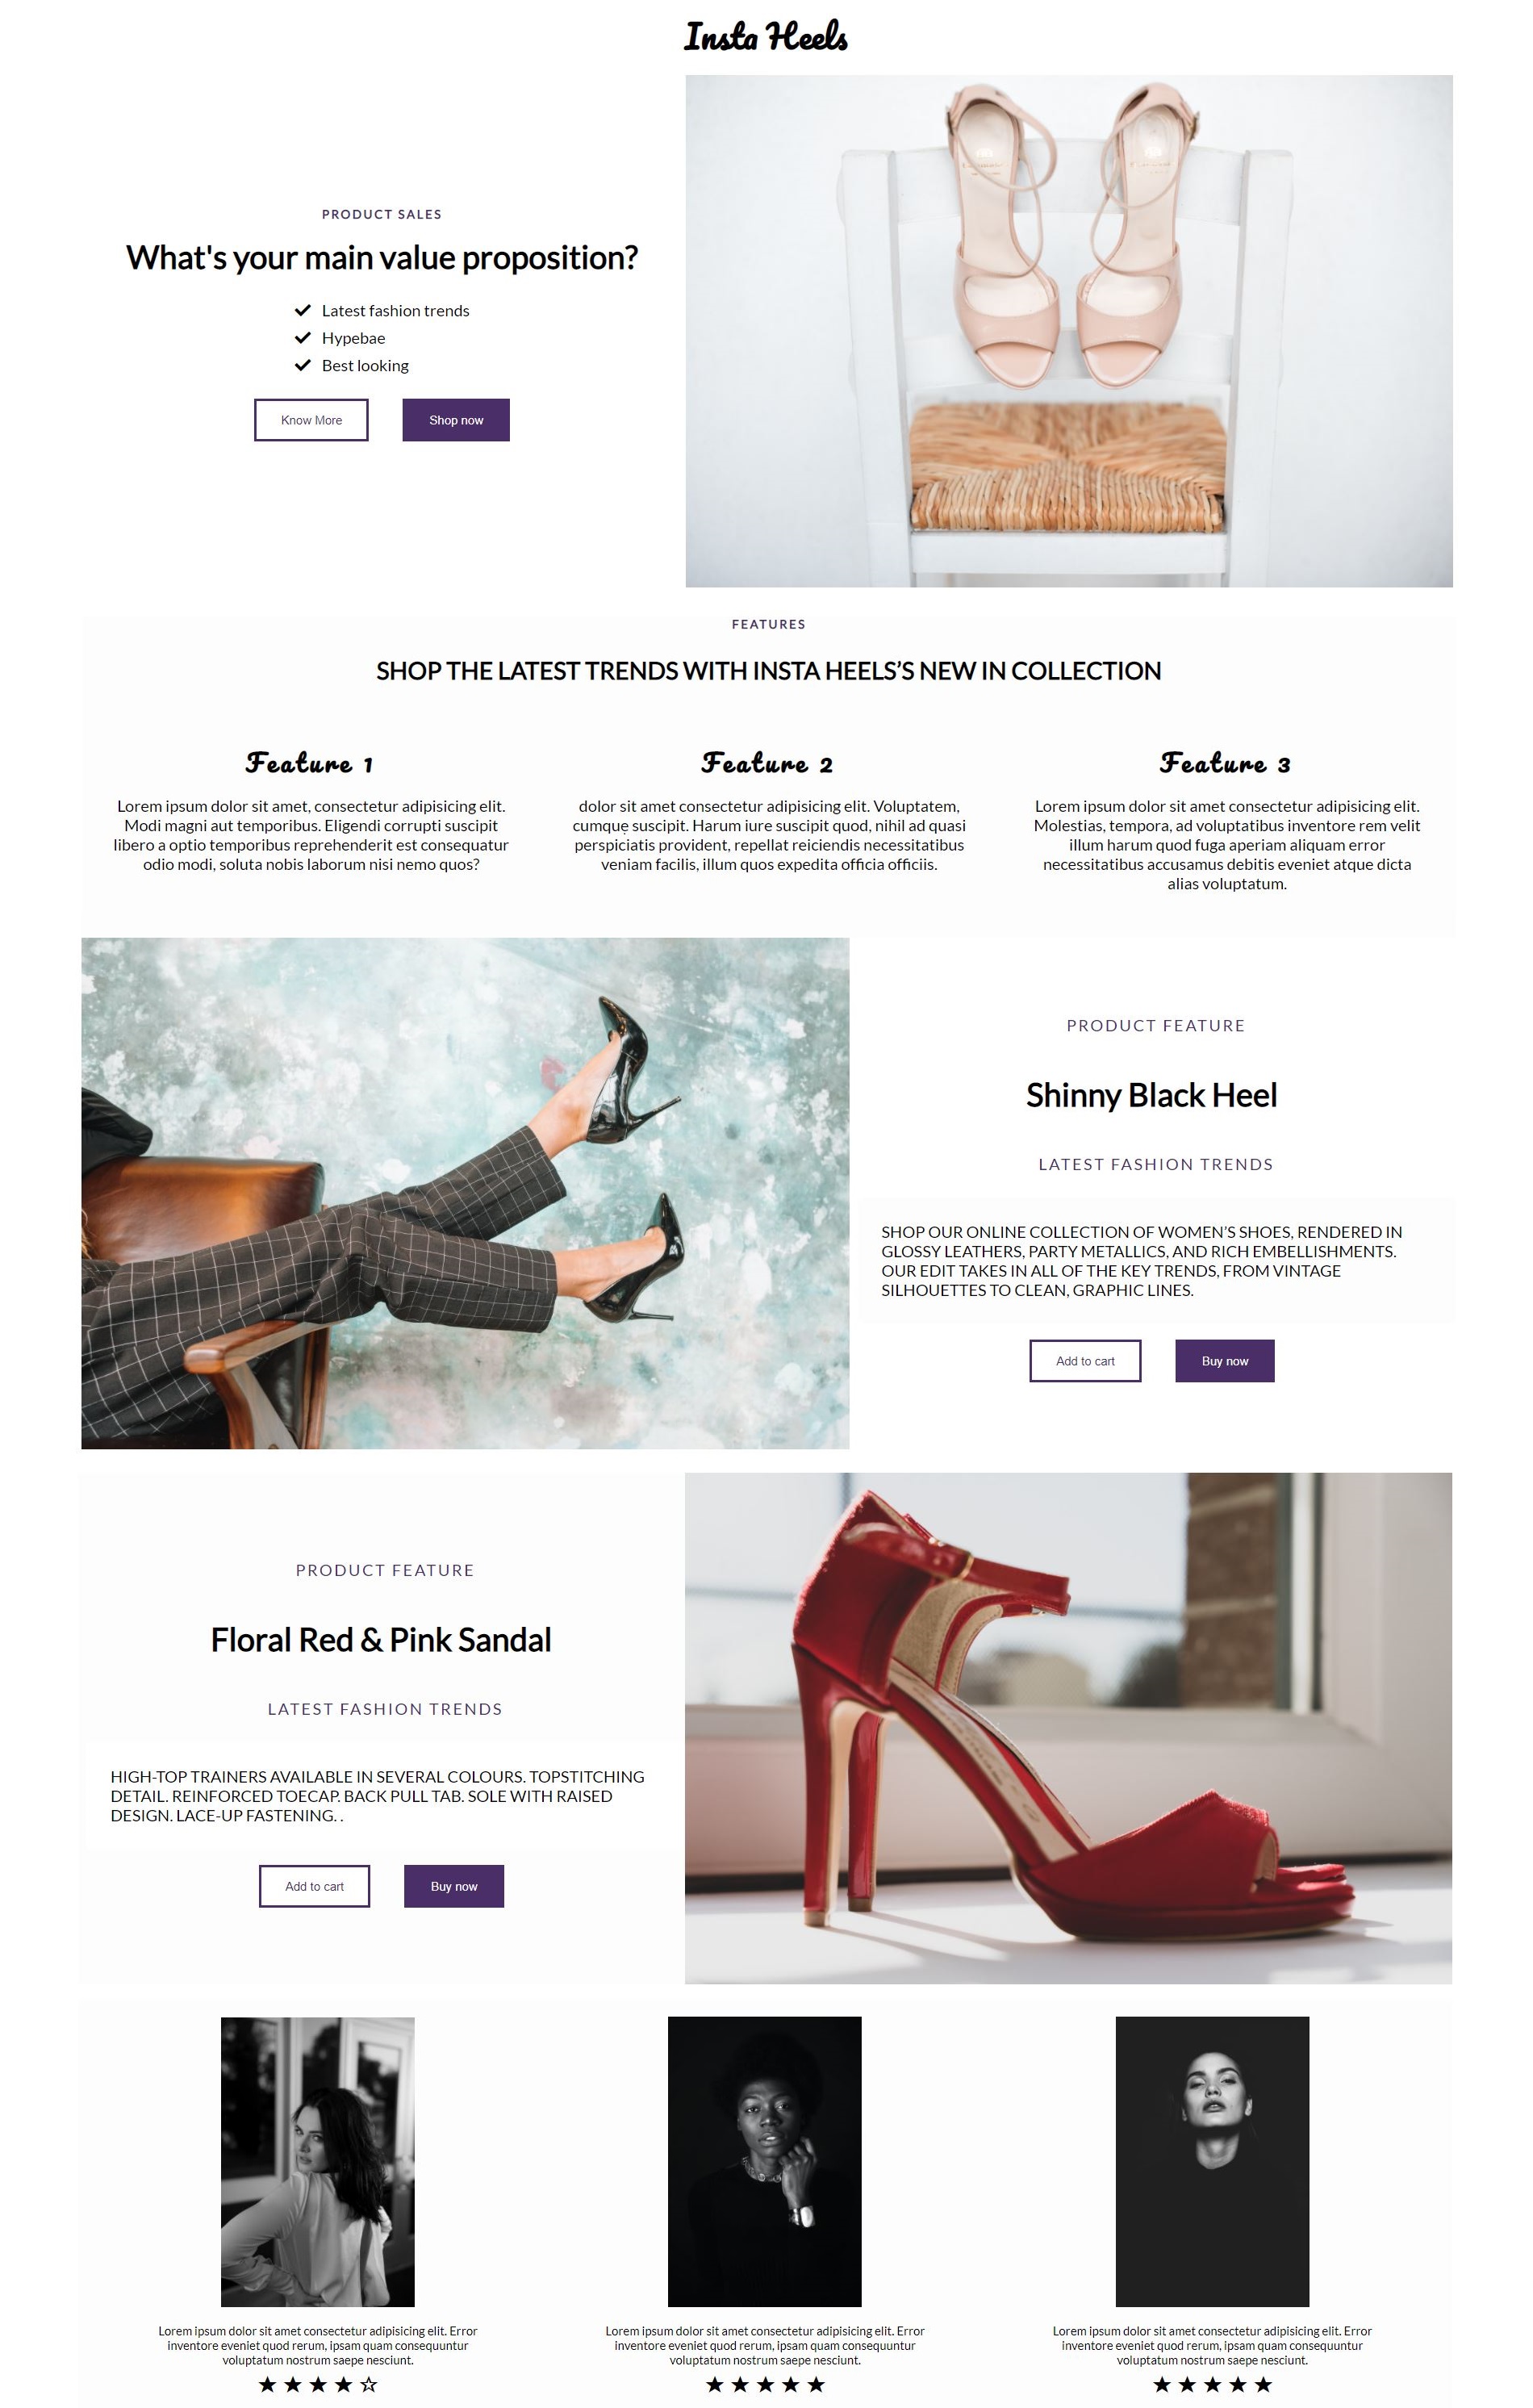 Insta Heels
PRODUCT SALES
What's your main value proposition?
Latest fashion trends
Hypebae
Best looking
Know More
Shop now
FEATURES
SHOP THE LATEST TRENDS WITH INSTA HEELS’S NEW IN COLLECTION
Feature 1
Lorem ipsum dolor sit amet, consectetur adipisicing elit.
Modi magni aut temporibus. Eligendi corrupti suscipit
libero a optio temporibus reprehenderit est consequatur
odio modi, soluta nobis laborum nisi nemo quos?
Feature 2
dolor sit amet consectetur adipisicing elit. Voluptatem,
cumque suscipit. Harum iure suscipit quod, nihil ad quasi
perspiciatis provident, repellat reiciendis necessitatibus
veniam facilis, illum quos expedita officia officiis.
Feature 3
Lorem ipsum dolor sit amet consectetur adipisicing elit.
Molestias, tempora, ad voluptatibus inventore rem velit
illum harum quod fuga aperiam aliquam error
necessitatibus accusamus debitis eveniet atque dicta
alias voluptatum.
PRODUCT FEATURE
Shinny Black Heel
LATEST FASHION TRENDS
SHOP OUR ONLINE COLLECTION OF WOMEN’S SHOES, RENDERED IN
GLOSSY LEATHERS, PARTY METALLICS, AND RICH EMBELLISHMENTS.
OUR EDIT TAKES IN ALL OF THE KEY TRENDS, FROM VINTAGE
SILHOUETTES TO CLEAN, GRAPHIC LINES.
Add to cart
Buy now
PRODUCT FEATURE
Floral Red & Pink Sandal
LATEST FASHION TRENDS
HIGH-TOP TRAINERS AVAILABLE IN SEVERAL COLOURS. TOPSTITCHING
DETAIL. REINFORCED TOECAP. BACK PULL TAB. SOLE WITH RAISED
DESIGN. LACE-UP FASTENING. .
Add to cart
Buy now
Lorem ipsum dolor sit amet consectetur adipisicing elit. Error
inventore eveniet quod rerum, ipsam quam consequuntur
voluptatum nostrum saepe nesciunt.
Lorem ipsum dolor sit amet consectetur adipisicing elit. Error
inventore eveniet quod rerum, ipsam quam consequuntur
voluptatum nostrum saepe nesciunt.
Lorem ipsum dolor sit amet consectetur adipisicing elit. Error
inventore eveniet quod rerum, ipsam quam consequuntur
voluptatum nostrum saepe nesciunt.